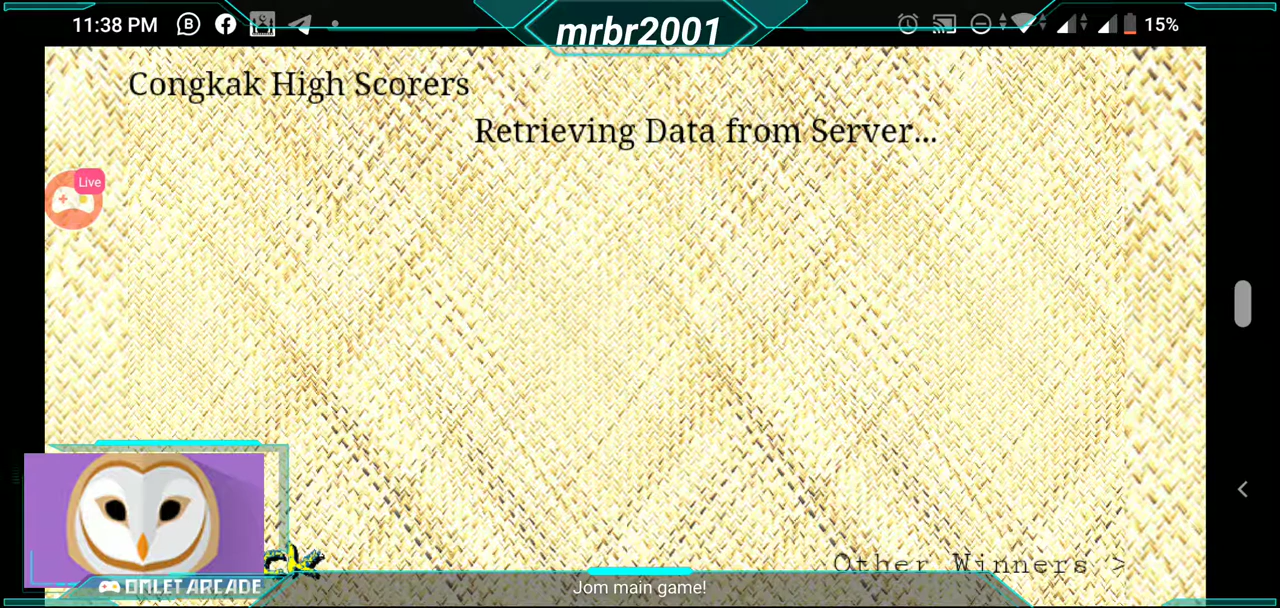 11:38 PM
mrbr2001
15%
Congkak High Scorers
Retrieving Data from Server...
Live
Other Winners >
OMLET ARCADE
Jom main game!